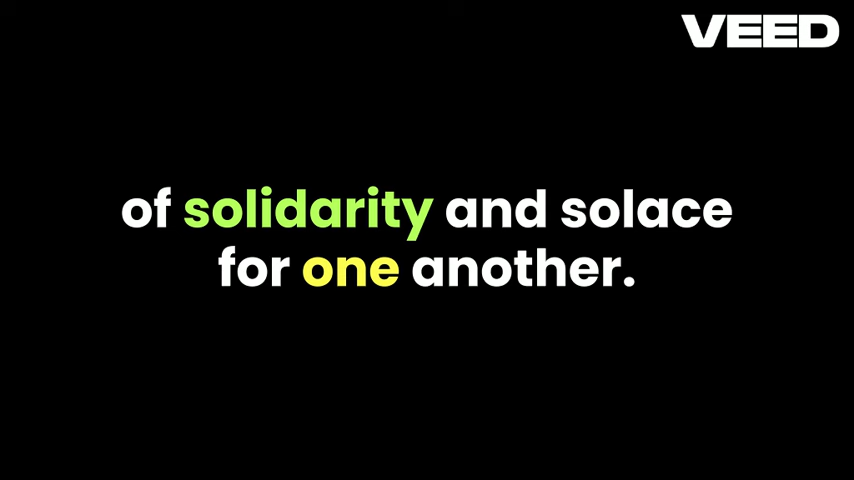 VEED
of solidarity and solace
for one another.